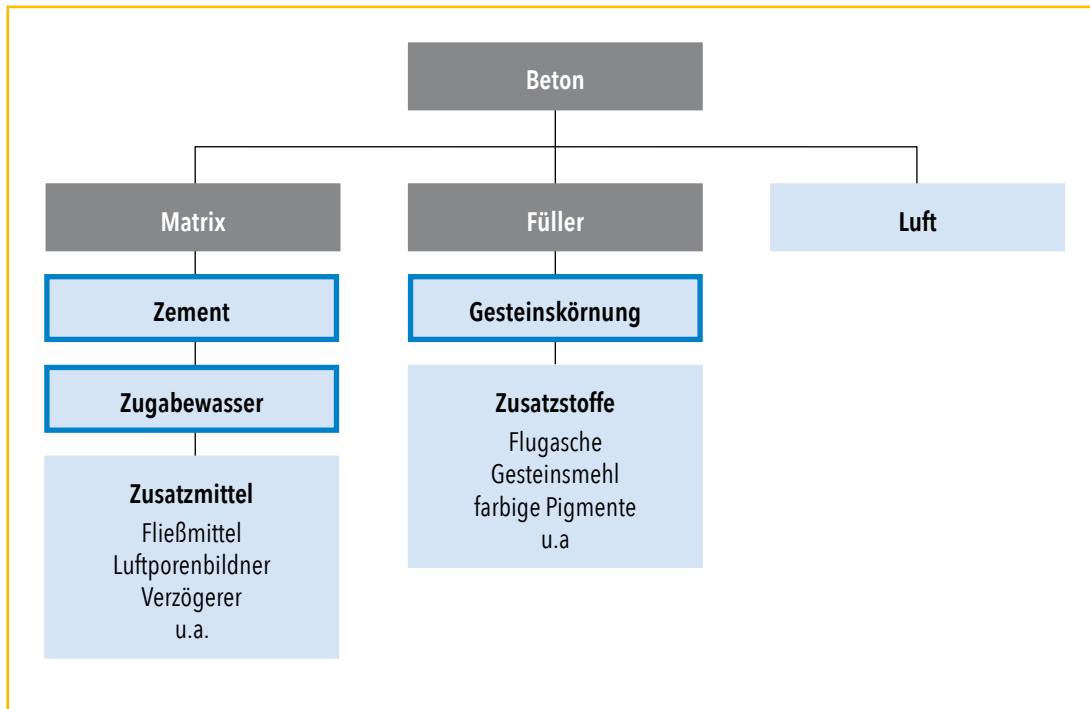 Beton
Matrix
Füller
Luft
Zement
Gesteinskörnung
Zugabewasser
Zusatzstoffe
Flugasche
Gesteinsmehl
farbige Pigmente
u.a
Zusatzmittel
Fließmittel
Luftporenbildner
Verzögerer
u.a.